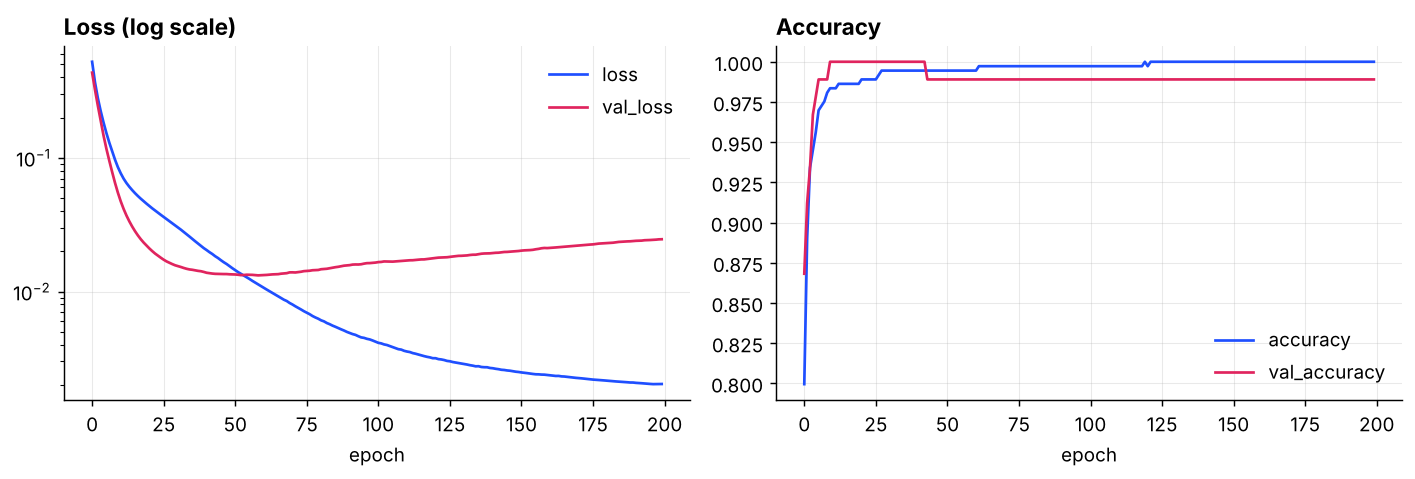 Loss (log scale)
loss
val_loss
10⁻¹
10⁻²
0 25 50 75 100 125 150 175 200
epoch
Accuracy
1.000
0.975
0.950
0.925
0.900
0.875
0.850
0.825
0.800
accuracy
val_accuracy
0 25 50 75 100 125 150 175 200
epoch